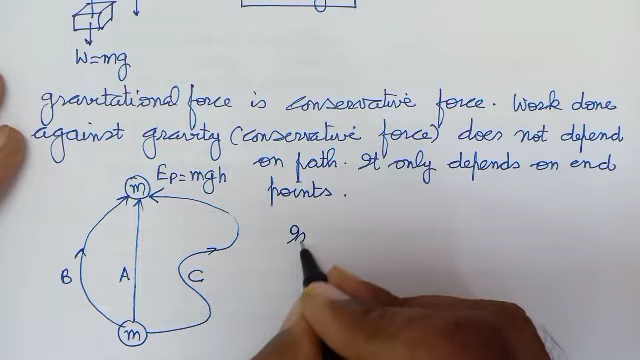 W=mg
gravitational force is conservative force. Work done
against gravity (conservative force) does not depend
on path. It only depends on end
points.
m
Ep=mgh
B
A
C
m